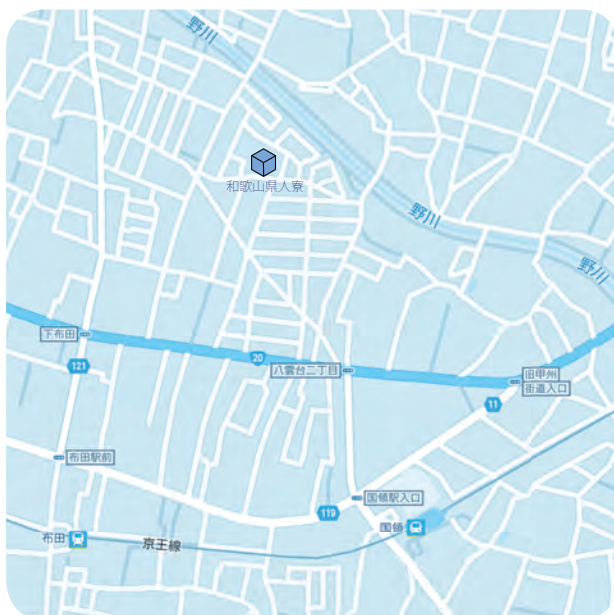 野川
和歌山県人寮
野川
野川
下布田
20
121
八雲台二丁目
旧甲州
街道入口
11
布田駅前
国領駅入口
119
国領
布田
京王線